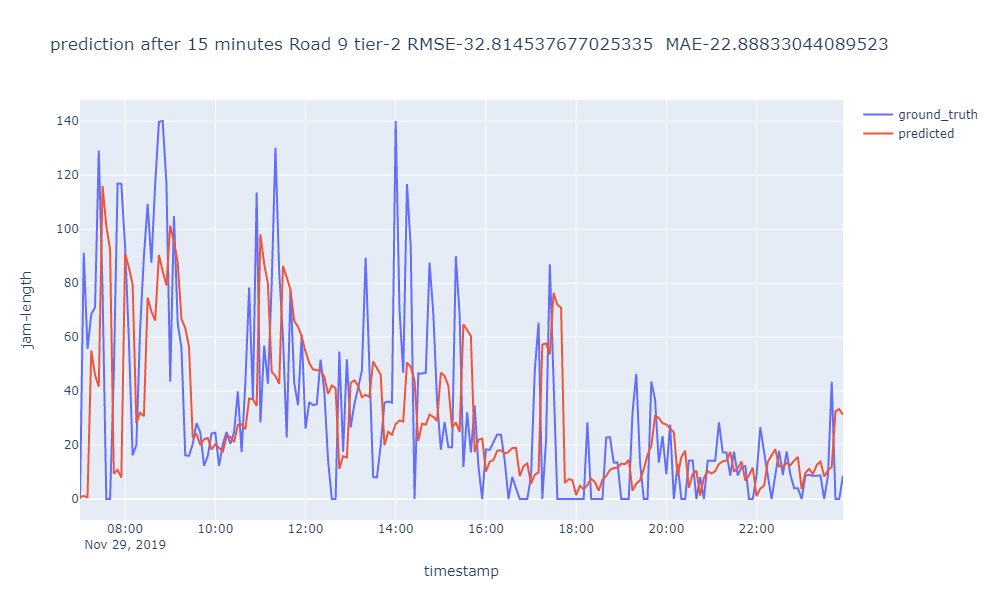 prediction after 15 minutes Road 9 tier-2 RMSE-32.814537677025335  MAE-22.88833044089523
ground_truth
predicted
140
120
100
80
60
40
20
0
jam-length
08:00 10:00 12:00 14:00 16:00 18:00 20:00 22:00
Nov 29, 2019
timestamp